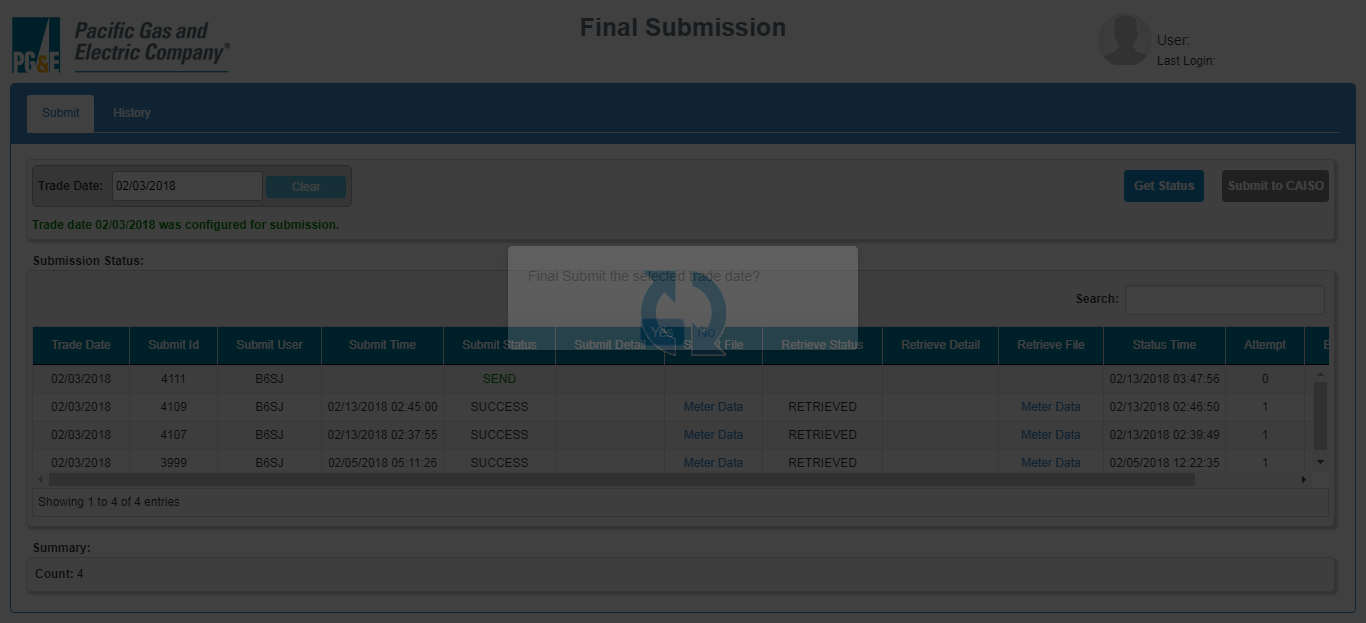 Pacific Gas and
Electric Company®
PG&E
Final Submission
User:
Last Login:
Submit History
Trade Date: 02/03/2018 Clear
Get Status Submit to CAISO
Trade date 02/03/2018 was configured for submission.
Submission Status:
Final Submit the selected trade date?
Yes No
Search:
Trade Date Submit Id Submit User Submit Time Submit Status Submit Detail File Retrieve Status Retrieve Detail Retrieve File Status Time Attempt
02/03/2018 4111 B6SJ SEND 02/13/2018 03:47:56 0
02/03/2018 4109 B6SJ 02/13/2018 02:45:00 SUCCESS Meter Data RETRIEVED Meter Data 02/13/2018 02:46:50 1
02/03/2018 4107 B6SJ 02/13/2018 02:37:55 SUCCESS Meter Data RETRIEVED Meter Data 02/13/2018 02:39:49 1
02/03/2018 3999 B6SJ 02/05/2018 05:11:26 SUCCESS Meter Data RETRIEVED Meter Data 02/05/2018 12:22:35 1
Showing 1 to 4 of 4 entries
Summary:
Count: 4